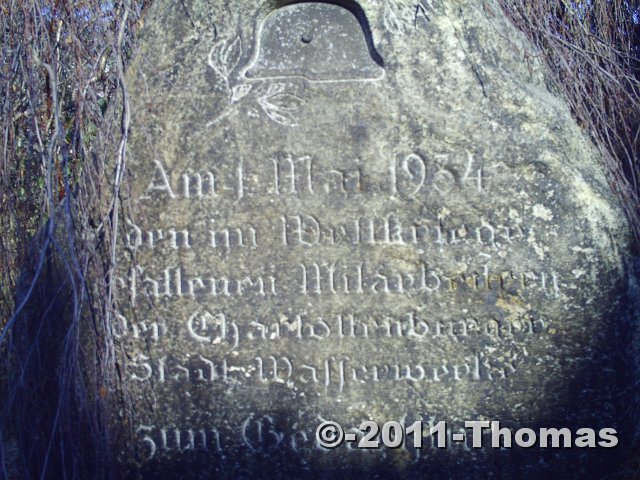 Am 1 Mai 1934
den im Weltkriege
gefallenen Mitarbeitern
der Charlottenburger
Stadt Wasserwerke
zum
©-2011-Thomas